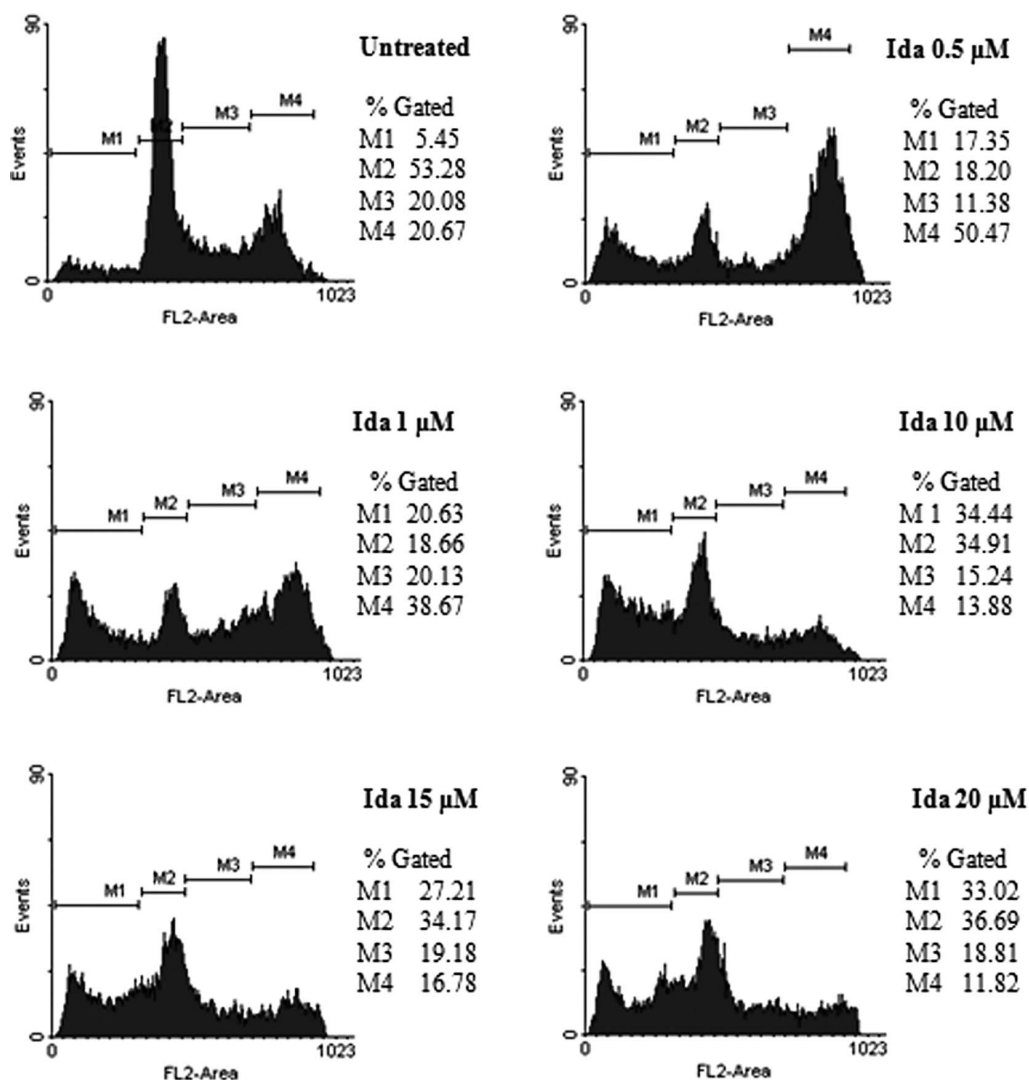 Untreated
90
Events
0
M1
M2
M3
M4
0 1023
FL2-Area
% Gated
M1 5.45
M2 53.28
M3 20.08
M4 20.67
Ida 0.5 µM
90
Events
0
M1
M2
M3
M4
0 1023
FL2-Area
% Gated
M1 17.35
M2 18.20
M3 11.38
M4 50.47
Ida 1 µM
90
Events
0
M1
M2
M3
M4
0 1023
FL2-Area
% Gated
M1 20.63
M2 18.66
M3 20.13
M4 38.67
Ida 10 µM
90
Events
0
M1
M2
M3
M4
0 1023
FL2-Area
% Gated
M 1 34.44
M2 34.91
M3 15.24
M4 13.88
Ida 15 µM
90
Events
0
M1
M2
M3
M4
0 1023
FL2-Area
% Gated
M1 27.21
M2 34.17
M3 19.18
M4 16.78
Ida 20 µM
90
Events
0
M1
M2
M3
M4
0 1023
FL2-Area
% Gated
M1 33.02
M2 36.69
M3 18.81
M4 11.82